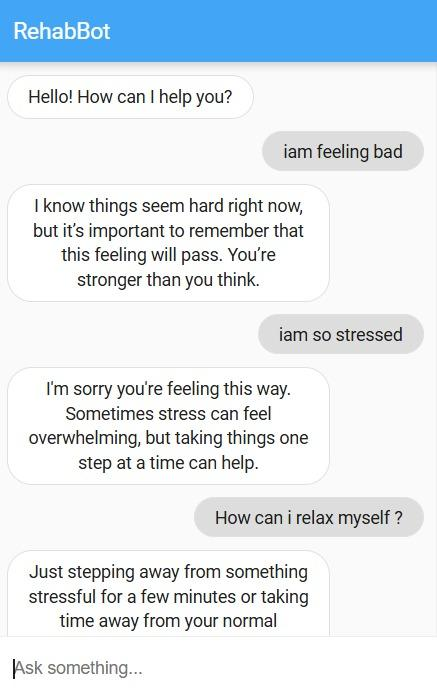 RehabBot
Hello! How can I help you?
iam feeling bad
I know things seem hard right now,
but it’s important to remember that
this feeling will pass. You’re
stronger than you think.
iam so stressed
I'm sorry you're feeling this way.
Sometimes stress can feel
overwhelming, but taking things one
step at a time can help.
How can i relax myself ?
Just stepping away from something
stressful for a few minutes or taking
time away from your normal
Ask something...